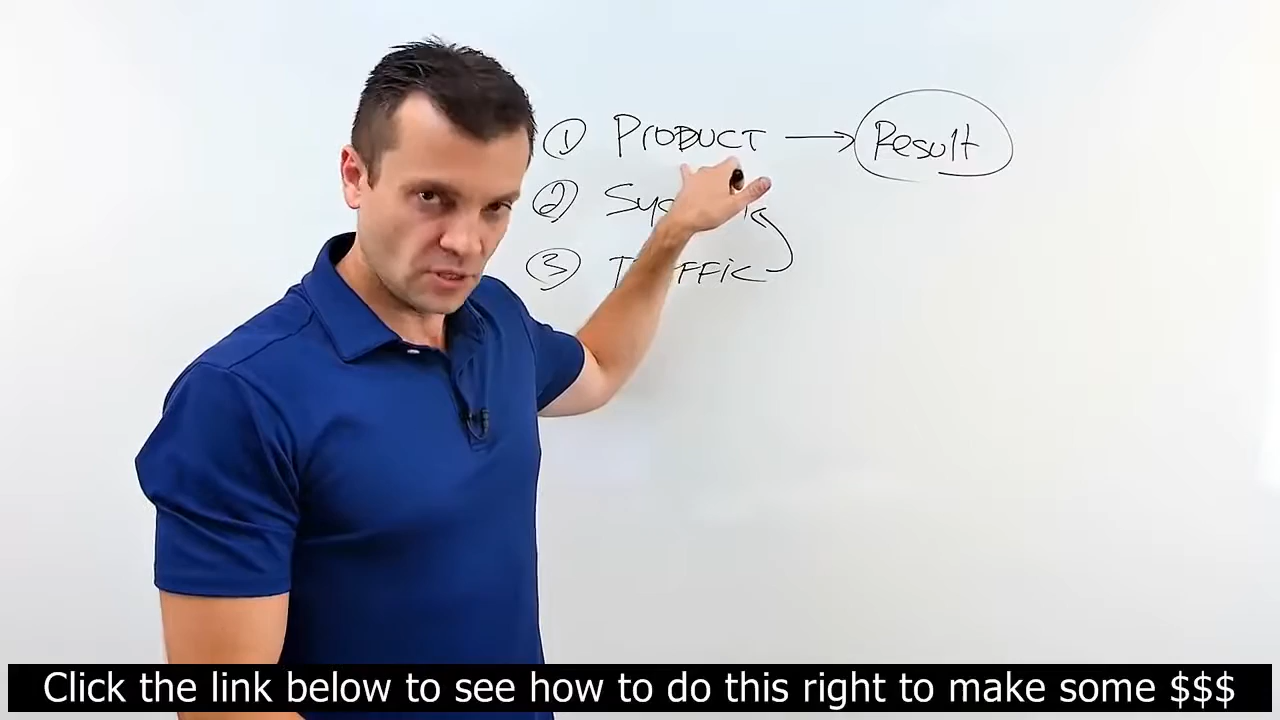 ① PRODUCT → Result
②
③
Click the link below to see how to do this right to make some $$$